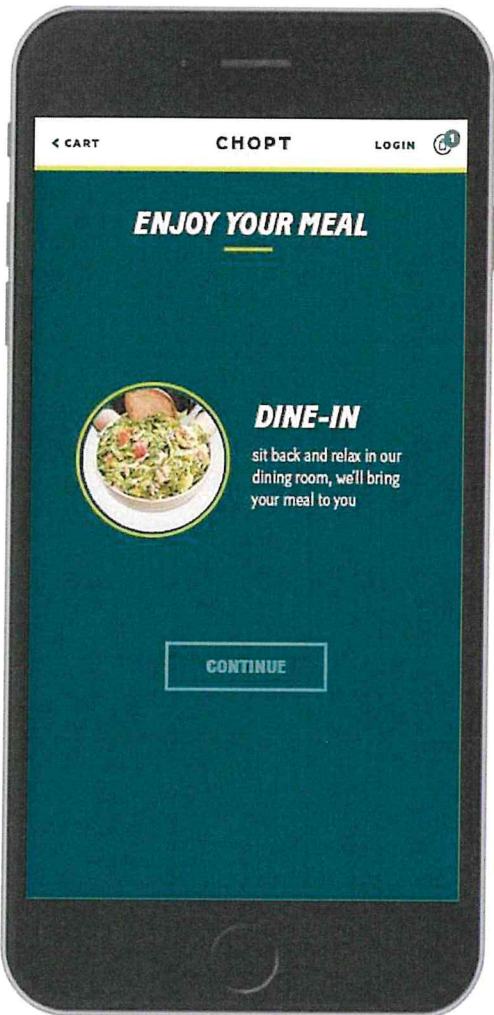 < CART CHOPT LOGIN 1
ENJOY YOUR MEAL
DINE-IN
sit back and relax in our
dining room, we'll bring
your meal to you
CONTINUE